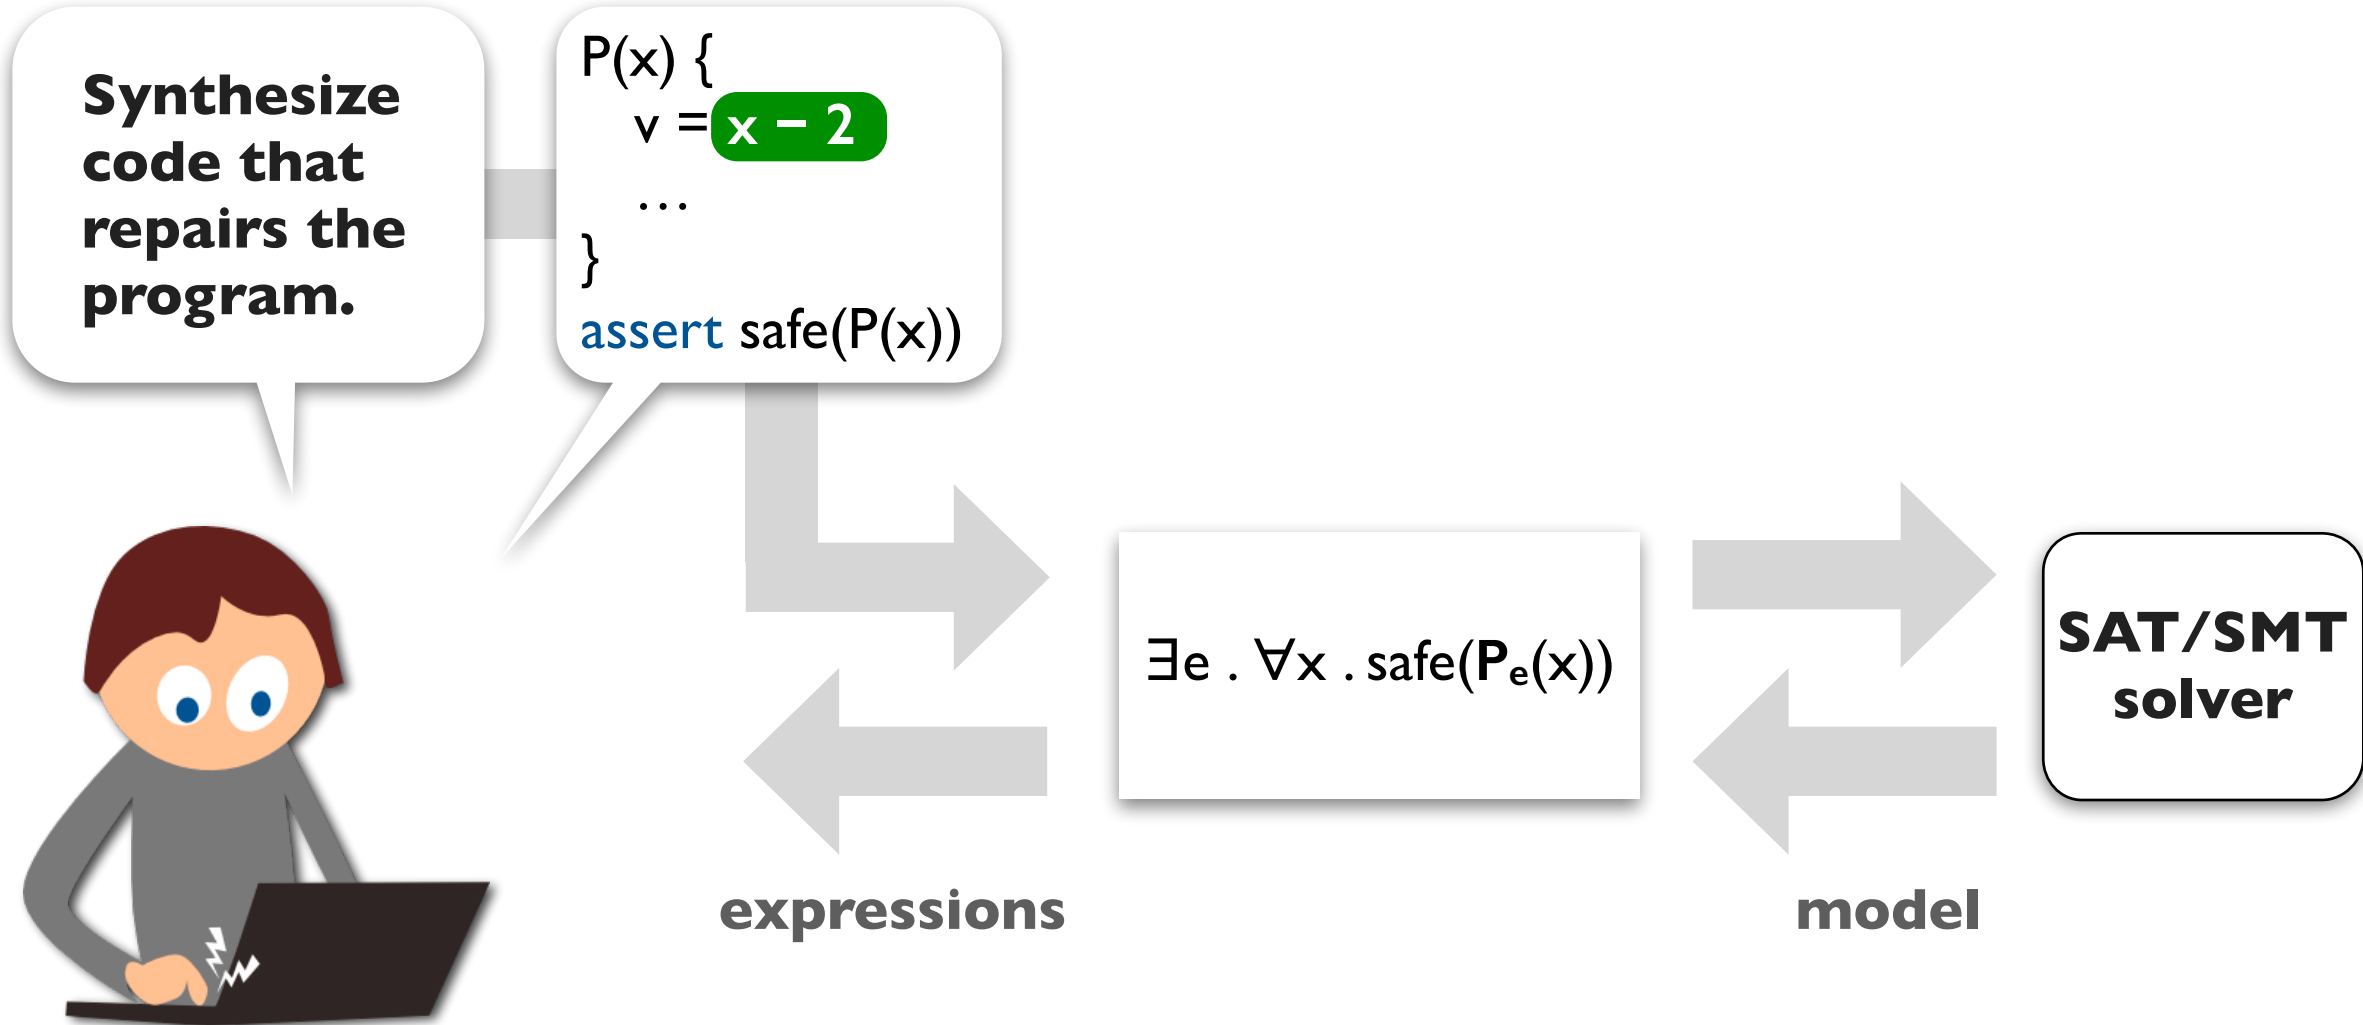 Synthesize
code that
repairs the
program.
P(x) {
v = x − 2
…
}
assert safe(P(x))
∃e . ∀x . safe(Pₑ(x))
SAT/SMT
solver
expressions
model